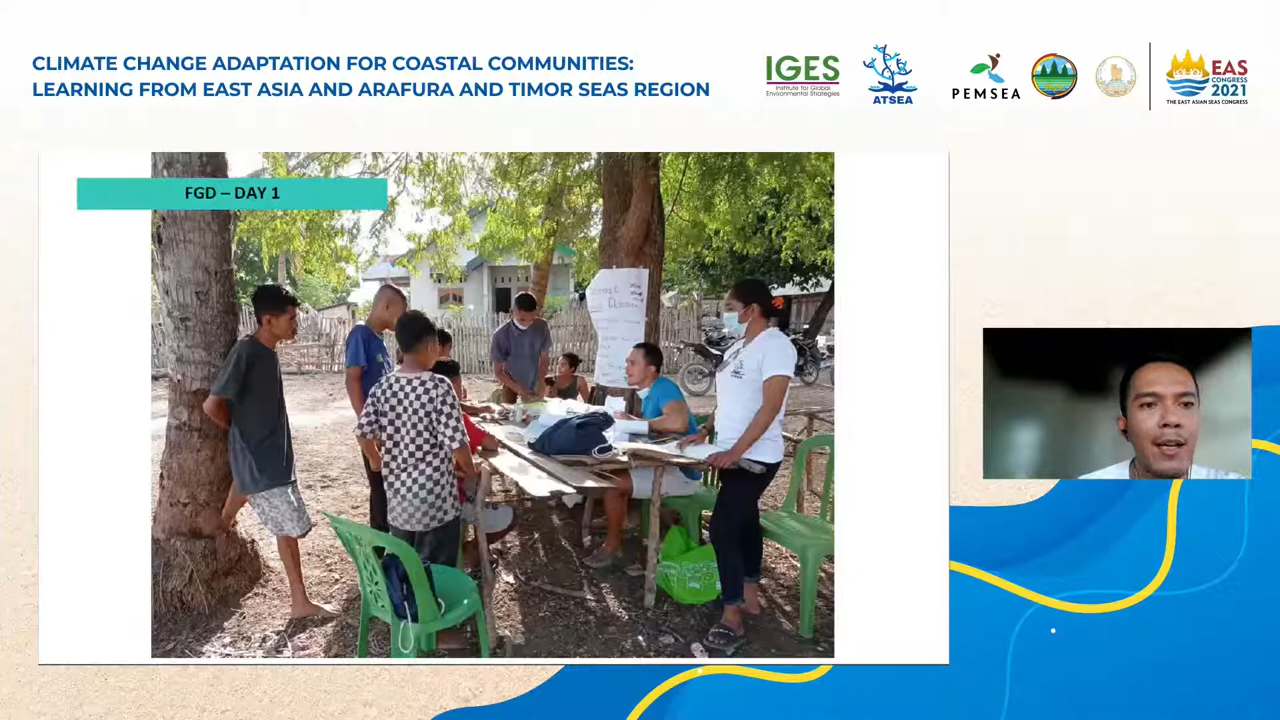 CLIMATE CHANGE ADAPTATION FOR COASTAL COMMUNITIES:
LEARNING FROM EAST ASIA AND ARAFURA AND TIMOR SEAS REGION
IGES
Institute for Global
Environmental Strategies
ATSEA
PEMSEA
EAS
CONGRESS
2021
THE EAST ASIAN SEAS CONGRESS
FGD – DAY 1